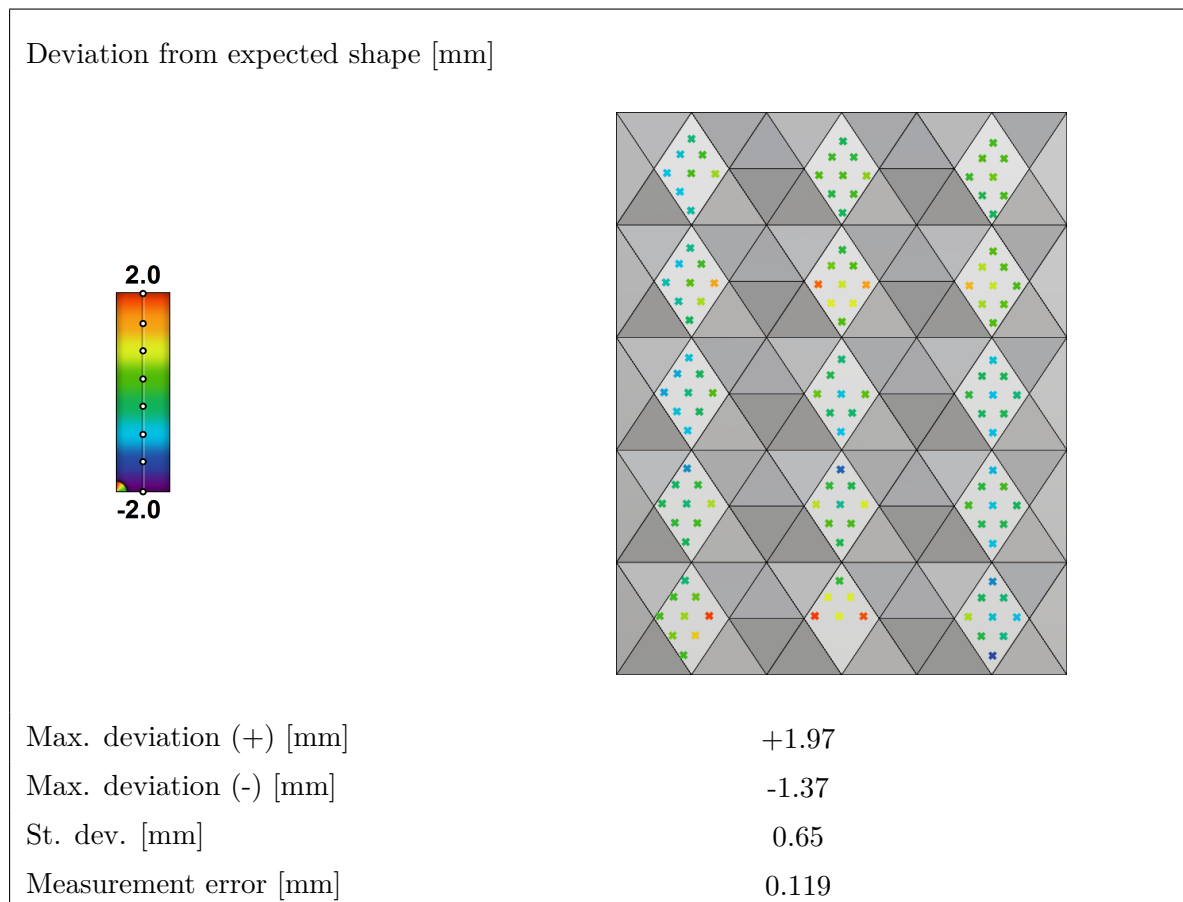 Deviation from expected shape [mm]
2.0
-2.0
Max. deviation (+) [mm] +1.97
Max. deviation (-) [mm] -1.37
St. dev. [mm] 0.65
Measurement error [mm] 0.119